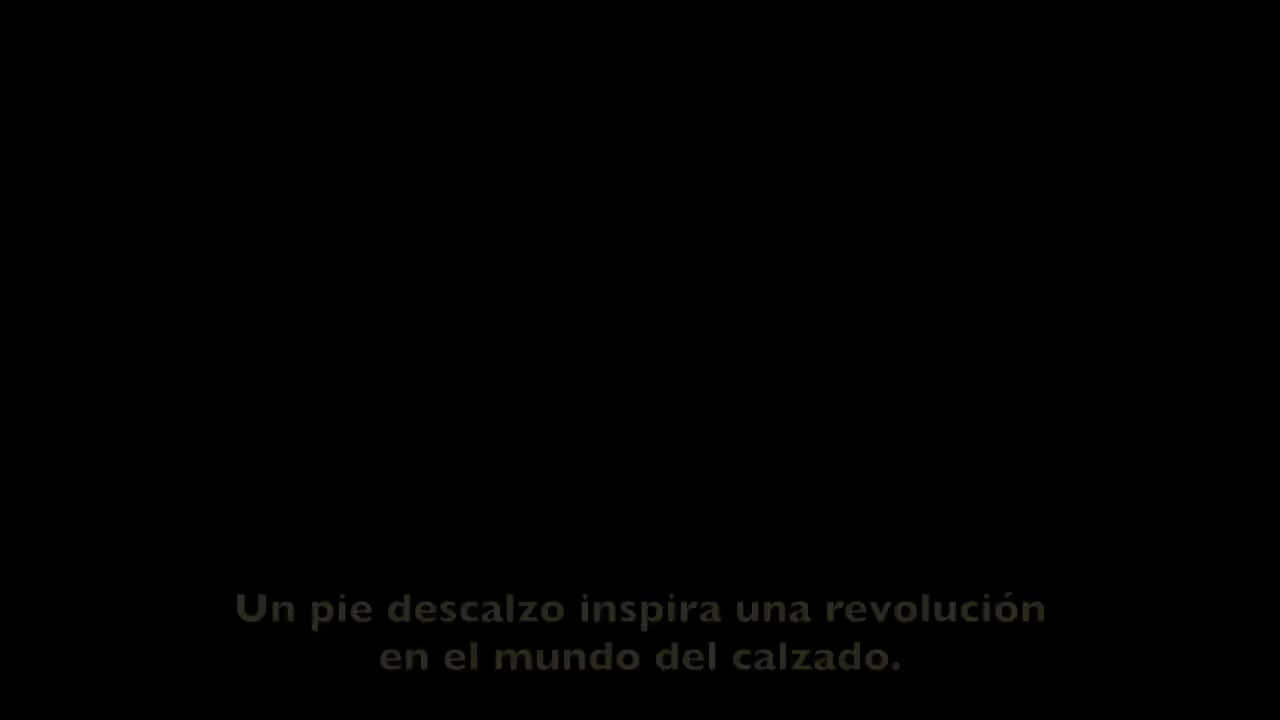 Un pie descalzo inspira una revolución
en el mundo del calzado.